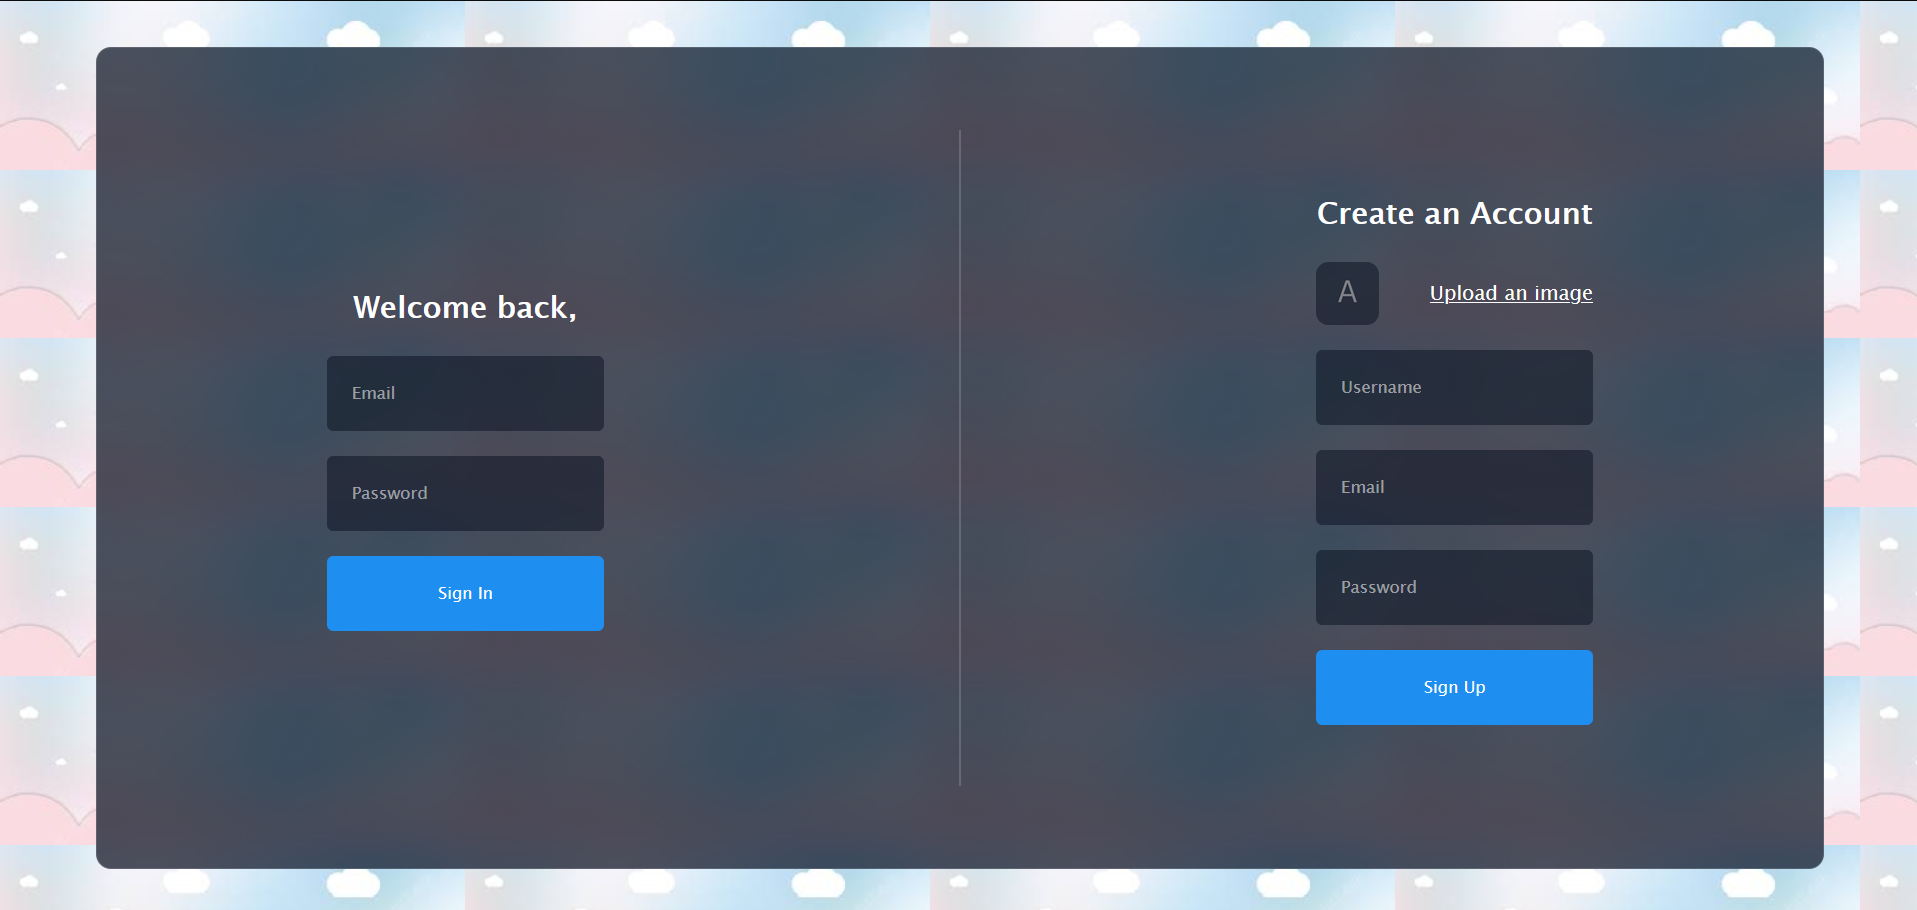 Welcome back,
Email
Password
Sign In
Create an Account
A
Upload an image
Username
Email
Password
Sign Up